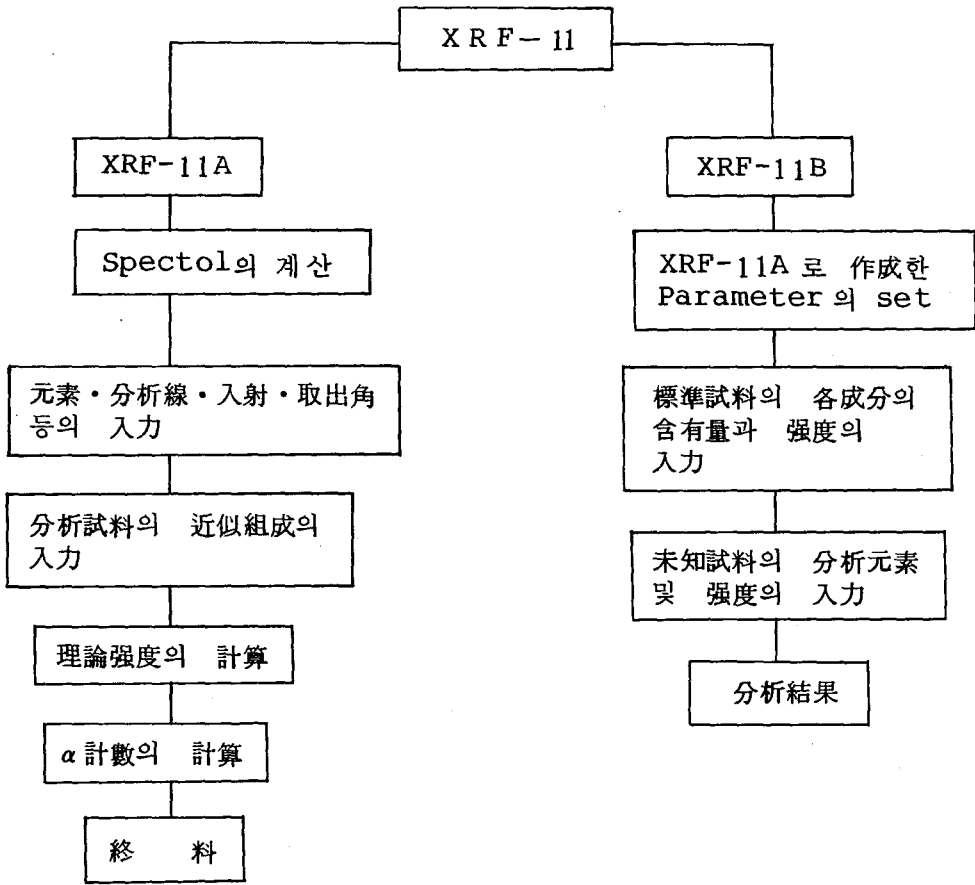 XRF-11
XRF-11A
Spectol의 계산
元素·分析線·入射·取出角
等의 入力
分析試料의 近似組成의
入力
理論强度의 計算
α計數의 計算
終 料
XRF-11B
XRF-11A로 作成한
Parameter의 set
標準試料의 各成分의
含有量과 强度의
入力
未知試料의 分析元素
및 强度의 入力
分析結果